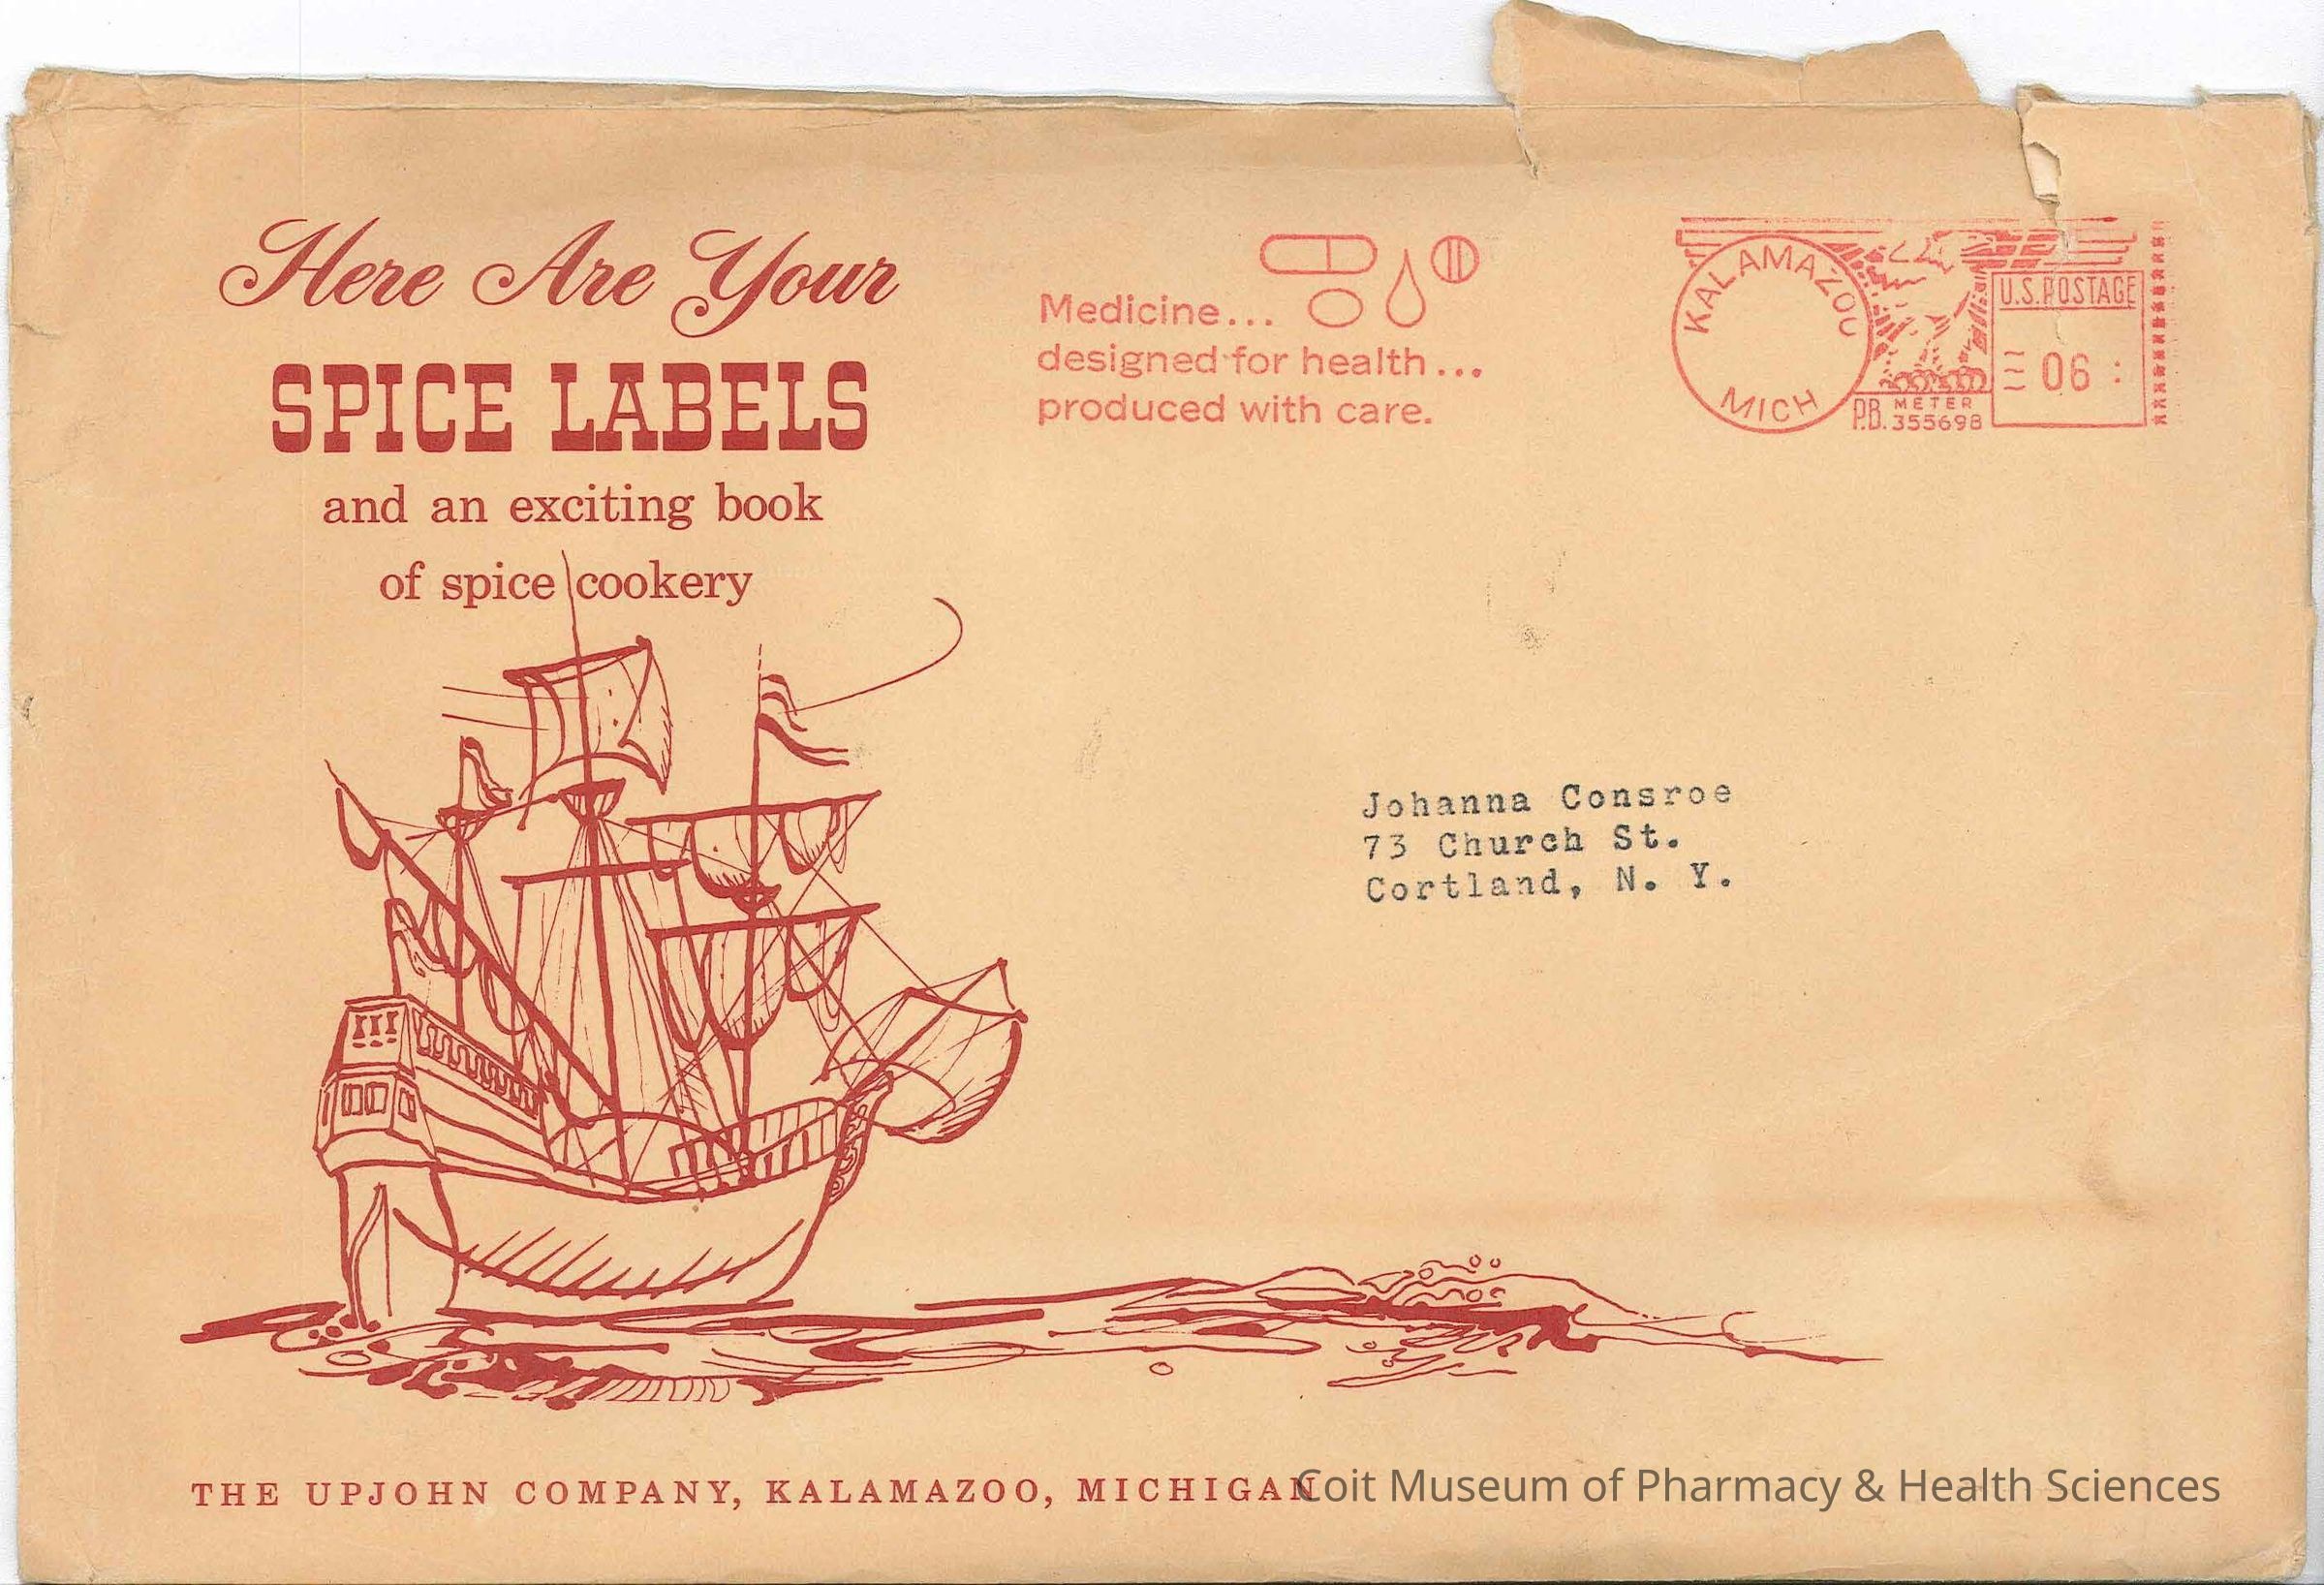 Here Are Your
SPICE LABELS
and an exciting book
of spice cookery
Medicine...
designed for health...
produced with care.
KALAMAZOO
MICH
P.B. METER
355698
U.S. POSTAGE
06
Johanna Consroe
73 Church St.
Cortland, N. Y.
THE UPJOHN COMPANY, KALAMAZOO, MICHIGAN
Coit Museum of Pharmacy & Health Sciences